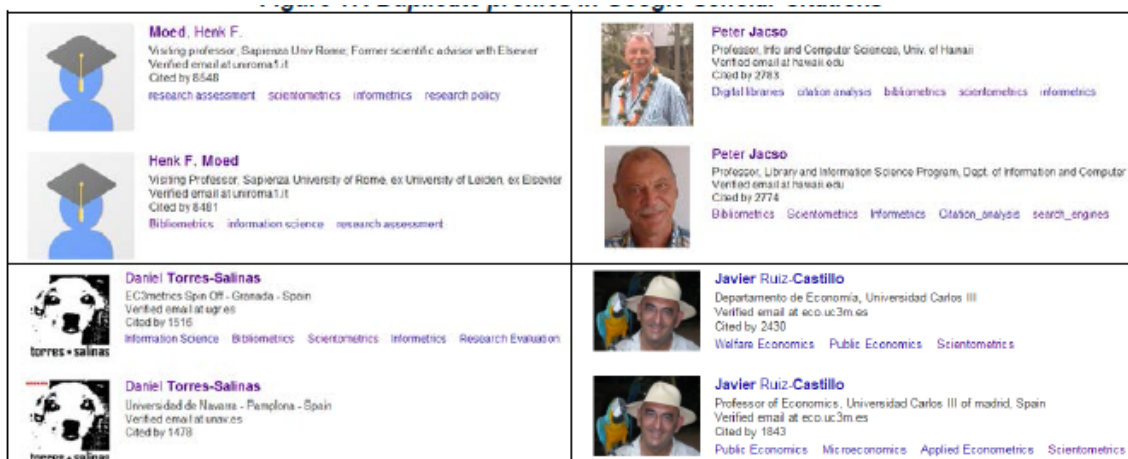 Figure 17. Duplicate profiles in Google Scholar Citations
Moed, Henk F.
Visiting professor, Sapienza Univ Rome; Former scientific advisor with Elsevier
Verified email at uniroma1.it
Cited by 8548
research assessment scientometrics informetrics research policy
Henk F. Moed
Visiting Professor, Sapienza University of Rome, ex University of Leiden, ex Elsevier
Verified email at uniroma1.it
Cited by 8481
Bibliometrics information science research assessment
Peter Jacso
Professor, Info and Computer Sciences, Univ. of Hawaii
Verified email at hawaii.edu
Cited by 2783
Digital libraries citation analysis bibliometrics scientometrics informetrics
Peter Jacso
Professor, Library and Information Science Program, Dept. of Information and Computer
Verified email at hawaii.edu
Cited by 2774
Bibliometrics Scientometrics Informetrics Citation_analysis search_engines
Daniel Torres-Salinas
EC3metrics Spin Off - Granada - Spain
Verified email at ugr.es
Cited by 1516
Information Science Bibliometrics Scientometrics Informetrics Research Evaluation
torres • salinas
Daniel Torres-Salinas
Universidad de Navarra - Pamplona - Spain
Verified email at unav.es
Cited by 1478
torres • salinas
Javier Ruiz-Castillo
Departamento de Economía, Universidad Carlos III
Verified email at eco.uc3m.es
Cited by 2430
Welfare Economics Public Economics Scientometrics
Javier Ruiz-Castillo
Professor of Economics, Universidad Carlos III of madrid, Spain
Verified email at eco.uc3m.es
Cited by 1843
Public Economics Microeconomics Applied Econometrics Scientometrics